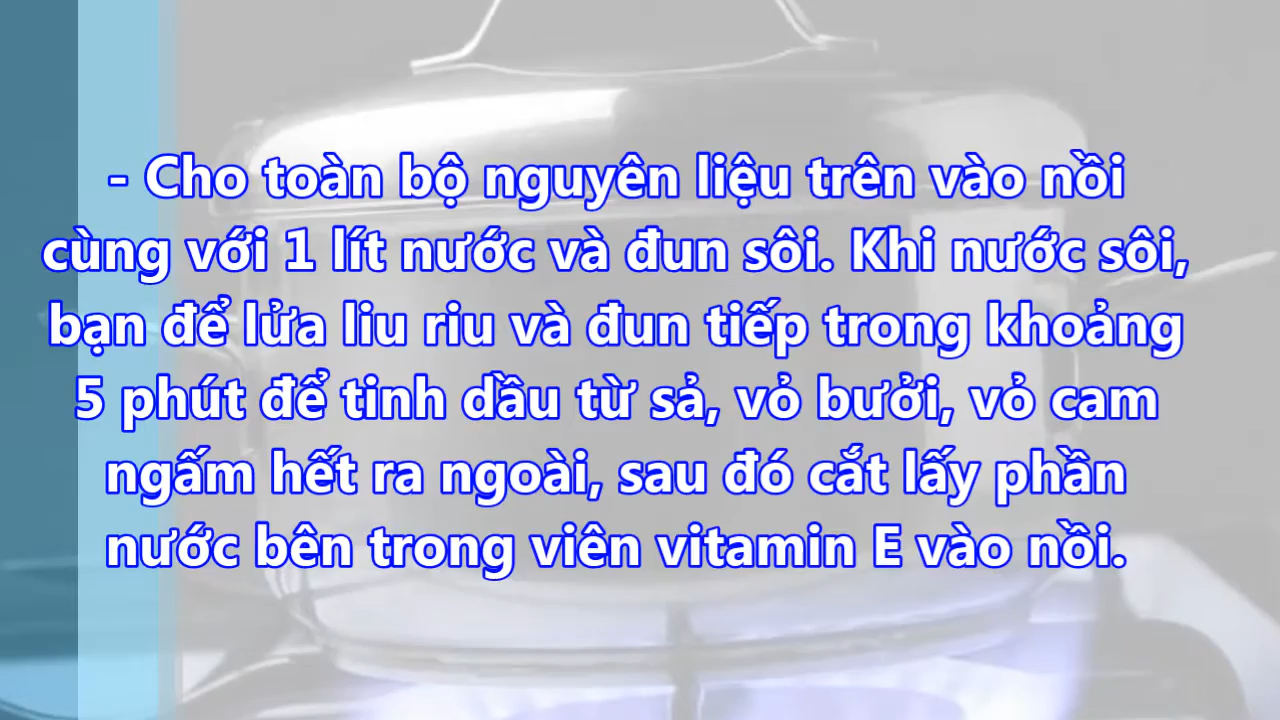 - Cho toàn bộ nguyên liệu trên vào nồi
cùng với 1 lít nước và đun sôi. Khi nước sôi,
bạn để lửa liu riu và đun tiếp trong khoảng
5 phút để tinh dầu từ sả, vỏ bưởi, vỏ cam
ngấm hết ra ngoài, sau đó cắt lấy phần
nước bên trong viên vitamin E vào nồi.